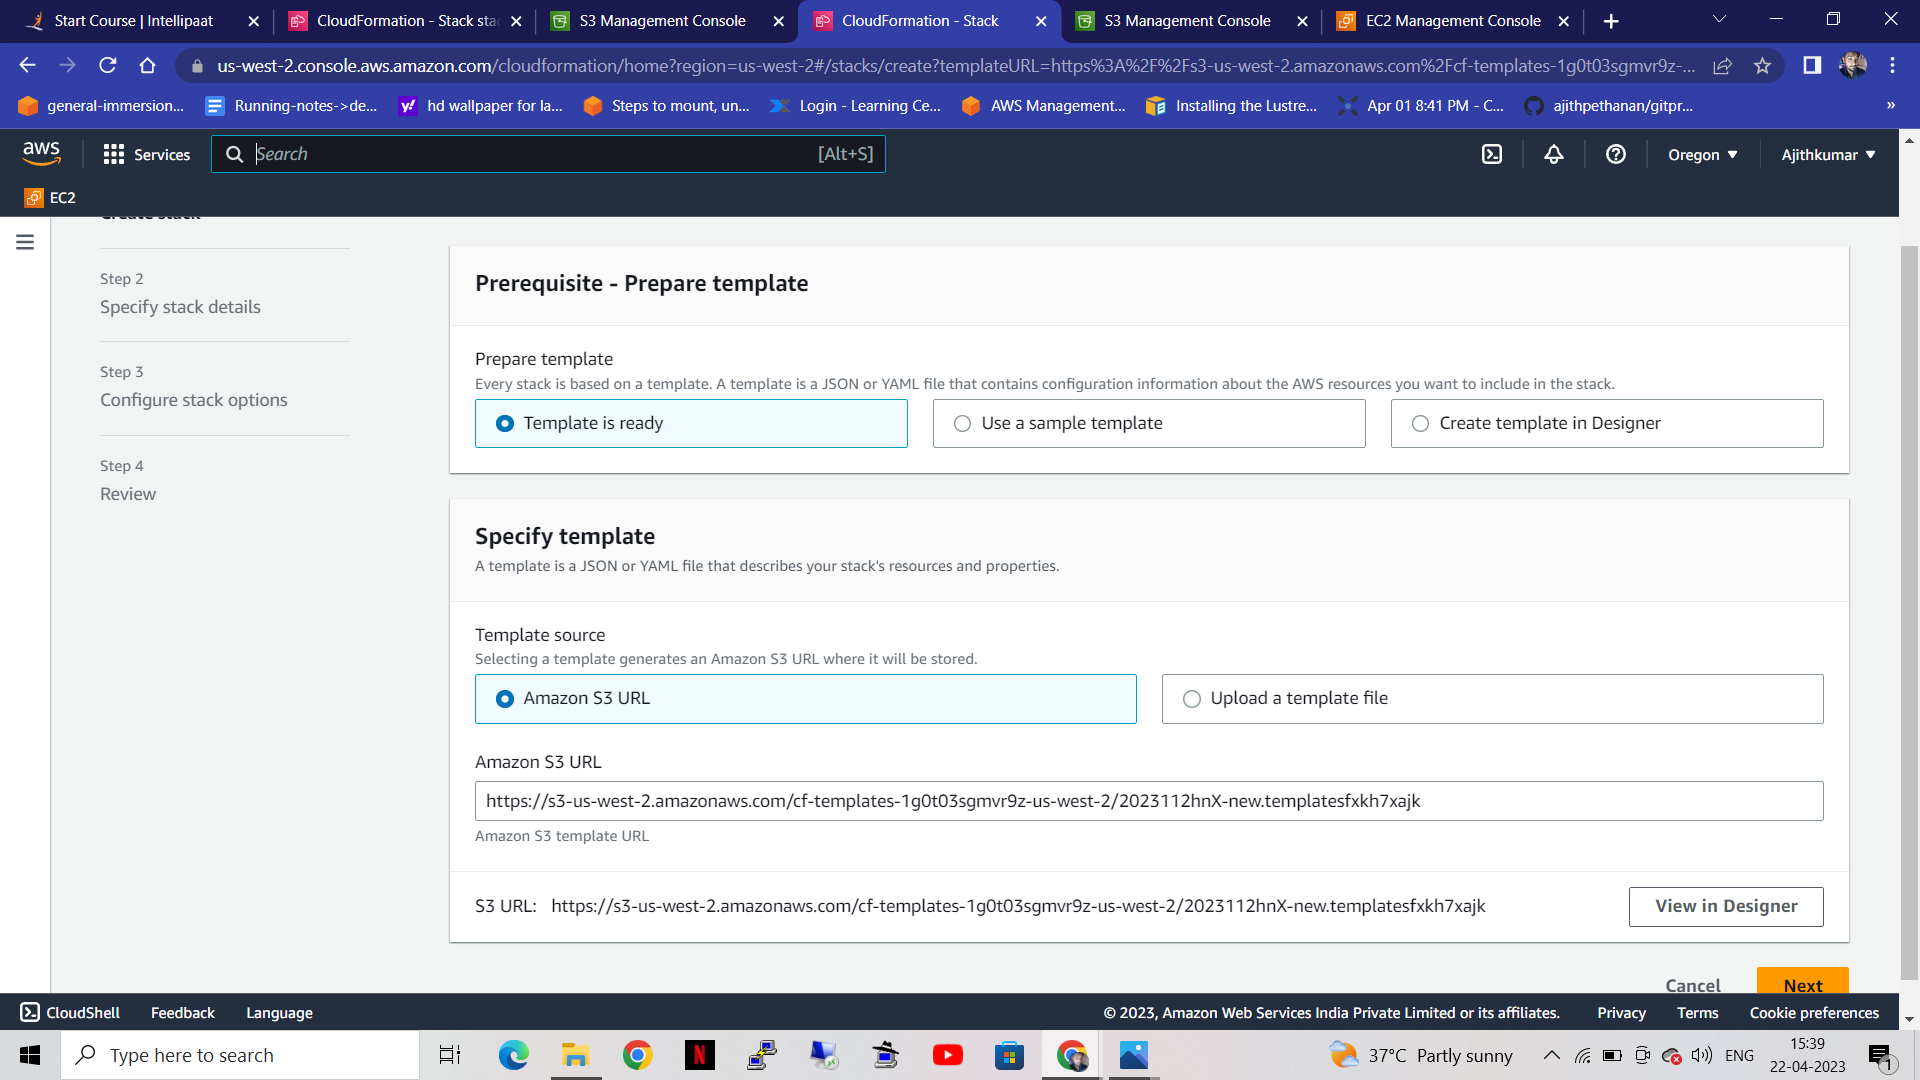 Start Course | Intellipaat
CloudFormation - Stack sta
S3 Management Console
CloudFormation - Stack
S3 Management Console
EC2 Management Console
us-west-2.console.aws.amazon.com/cloudformation/home?region=us-west-2#/stacks/create?templateURL=https%3A%2F%2Fs3-us-west-2.amazonaws.com%2Fcf-templates-1g0t03sgmvr9z-...
general-immersion...
Running-notes->de...
hd wallpaper for la...
Steps to mount, un...
Login - Learning Ce...
AWS Management...
Installing the Lustre...
Apr 01 8:41 PM - C...
ajithpethanan/gitpr...
»
aws
Services
Search
[Alt+S]
Oregon
Ajithkumar
EC2
Create stack
Step 2
Specify stack details
Step 3
Configure stack options
Step 4
Review
Prerequisite - Prepare template
Prepare template
Every stack is based on a template. A template is a JSON or YAML file that contains configuration information about the AWS resources you want to include in the stack.
Template is ready
Use a sample template
Create template in Designer
Specify template
A template is a JSON or YAML file that describes your stack's resources and properties.
Template source
Selecting a template generates an Amazon S3 URL where it will be stored.
Amazon S3 URL
Upload a template file
Amazon S3 URL
https://s3-us-west-2.amazonaws.com/cf-templates-1g0t03sgmvr9z-us-west-2/2023112hnX-new.templatesfxkh7xajk
Amazon S3 template URL
S3 URL: https://s3-us-west-2.amazonaws.com/cf-templates-1g0t03sgmvr9z-us-west-2/2023112hnX-new.templatesfxkh7xajk
View in Designer
Cancel
Next
CloudShell
Feedback
Language
© 2023, Amazon Web Services India Private Limited or its affiliates.
Privacy
Terms
Cookie preferences
Type here to search
37°C Partly sunny
ENG
15:39
22-04-2023
1